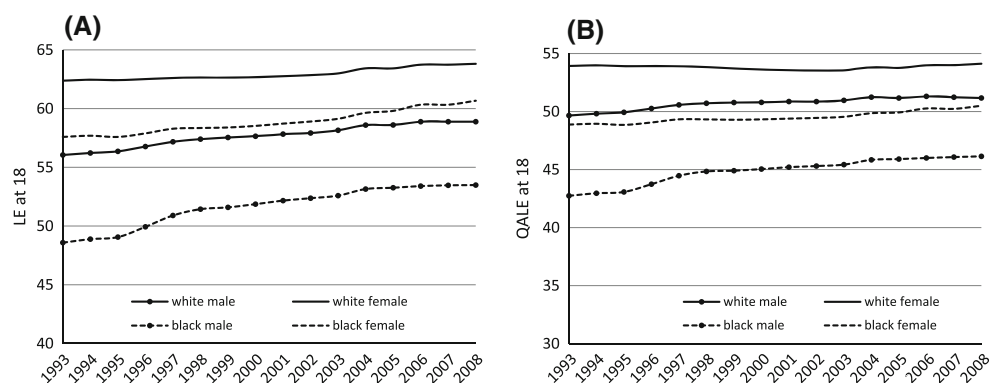 (A)
LE at 18
65
60
55
50
45
40
white male
white female
black male
black female
1993 1994 1995 1996 1997 1998 1999 2000 2001 2002 2003 2004 2005 2006 2007 2008
(B)
QALE at 18
55
50
45
40
35
30
white male
white female
black male
black female
1993 1994 1995 1996 1997 1998 1999 2000 2001 2002 2003 2004 2005 2006 2007 2008